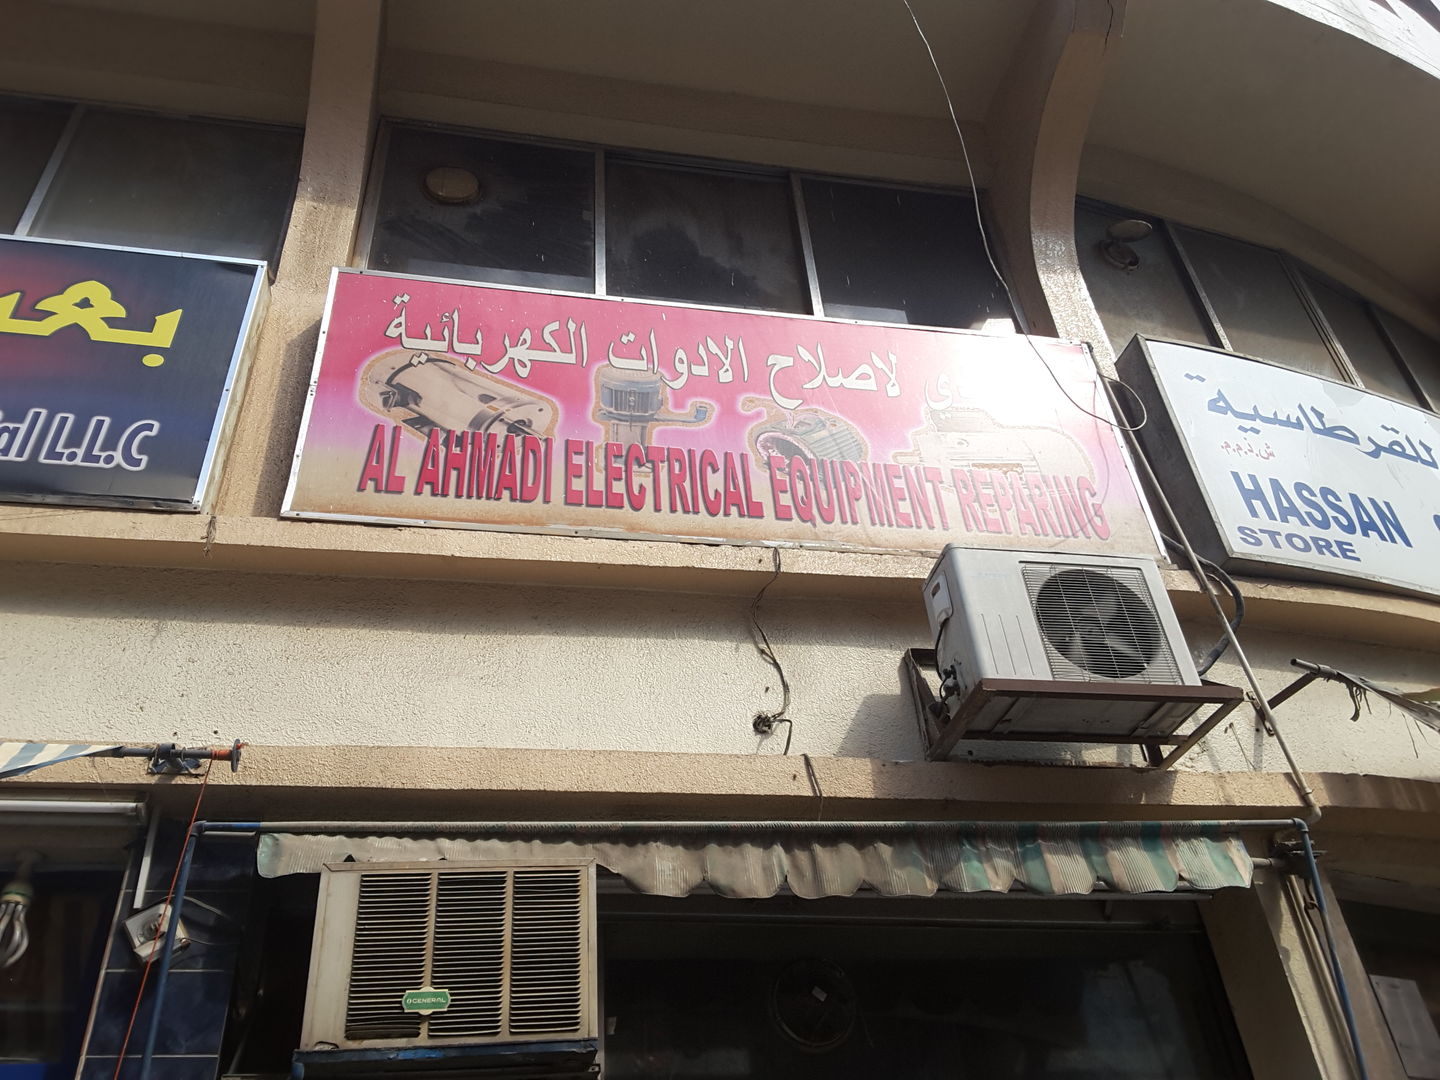 al L.L.C
لاصلاح الادوات الكهربائية
AL AHMADI ELECTRICAL EQUIPMENT REPARING
للقرطاسية
ش.ذ.م.م.
HASSAN
STORE
GENERAL